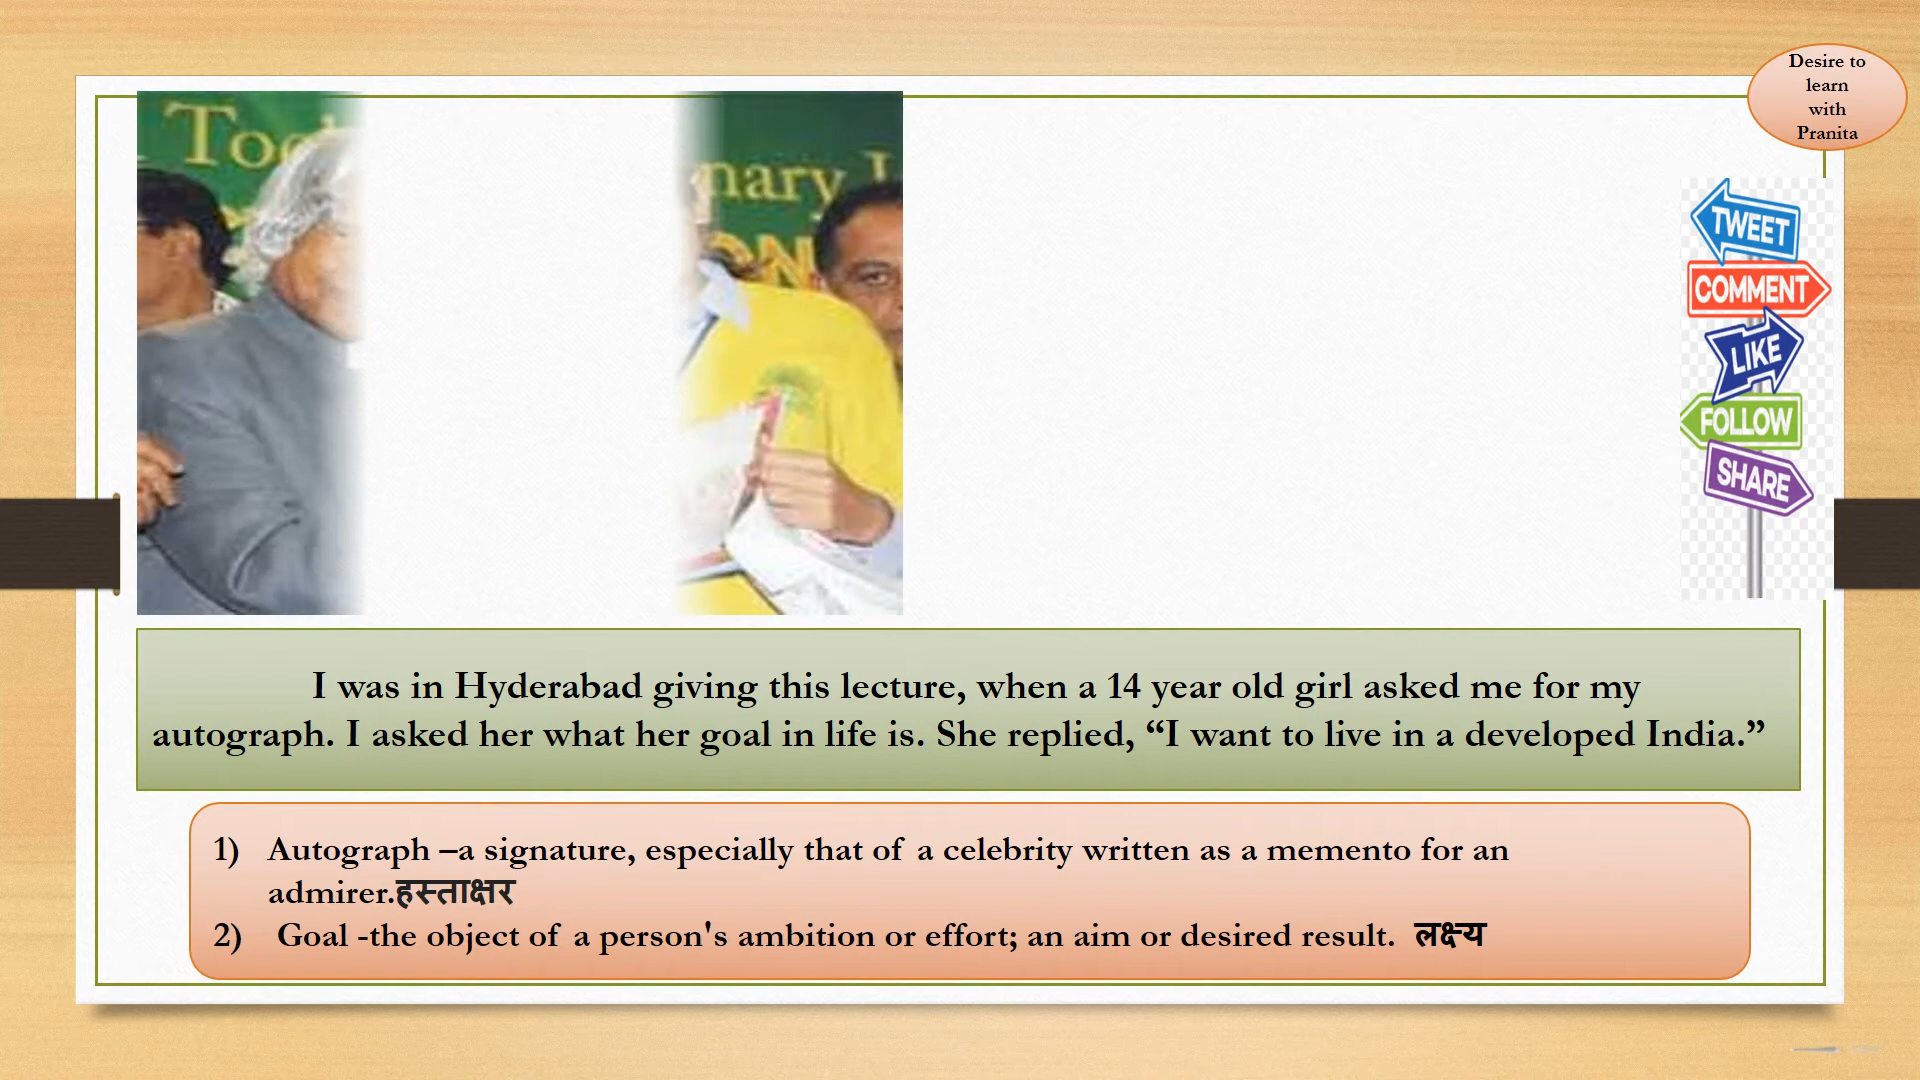 Desire to
learn
with
Pranita
nary
TWEET
COMMENT
LIKE
FOLLOW
SHARE
I was in Hyderabad giving this lecture, when a 14 year old girl asked me for my
autograph. I asked her what her goal in life is. She replied, “I want to live in a developed India.”
1) Autograph –a signature, especially that of a celebrity written as a memento for an
admirer.हस्ताक्षर
2) Goal -the object of a person's ambition or effort; an aim or desired result. लक्ष्य